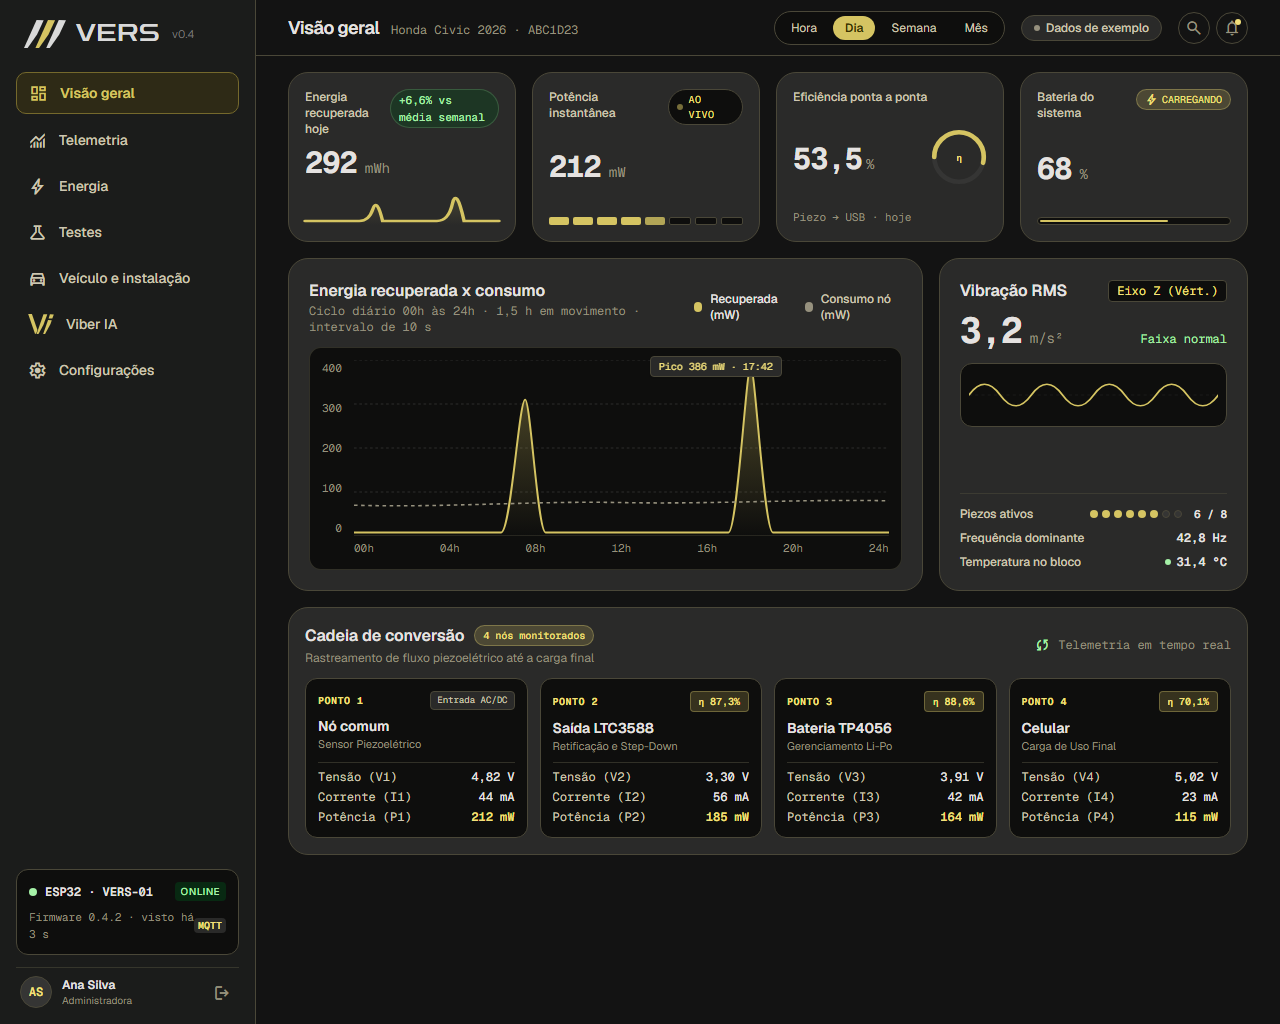 VERS v0.4
Visão geral
Telemetria
Energia
Testes
Veículo e instalação
Viber IA
Configurações
ESP32 · VERS-01 ONLINE
Firmware 0.4.2 · visto há
3 s
MQTT
AS
Ana Silva
Administradora
Visão geral Honda Civic 2026 · ABC1D23
Hora Dia Semana Mês
Dados de exemplo
Energia
recuperada
hoje
+6,6% vs
média semanal
292 mWh
Potência
instantânea
AO
VIVO
212 mW
Eficiência ponta a ponta
53,5 %
η
Piezo → USB · hoje
Bateria do
sistema
CARREGANDO
68 %
Energia recuperada x consumo
Ciclo diário 00h às 24h · 1,5 h em movimento ·
intervalo de 10 s
Recuperada
(mW)
Consumo nó
(mW)
Pico 386 mW · 17:42
400
300
200
100
0
00h 04h 08h 12h 16h 20h 24h
Vibração RMS Eixo Z (Vért.)
3,2 m/s² Faixa normal
Piezos ativos 6 / 8
Frequência dominante 42,8 Hz
Temperatura no bloco 31,4 °C
Cadeia de conversão 4 nós monitorados
Rastreamento de fluxo piezoelétrico até a carga final
Telemetria em tempo real
PONTO 1 Entrada AC/DC
Nó comum
Sensor Piezoelétrico
Tensão (V1) 4,82 V
Corrente (I1) 44 mA
Potência (P1) 212 mW
PONTO 2 η 87,3%
Saída LTC3588
Retificação e Step-Down
Tensão (V2) 3,30 V
Corrente (I2) 56 mA
Potência (P2) 185 mW
PONTO 3 η 88,6%
Bateria TP4056
Gerenciamento Li-Po
Tensão (V3) 3,91 V
Corrente (I3) 42 mA
Potência (P3) 164 mW
PONTO 4 η 70,1%
Celular
Carga de Uso Final
Tensão (V4) 5,02 V
Corrente (I4) 23 mA
Potência (P4) 115 mW